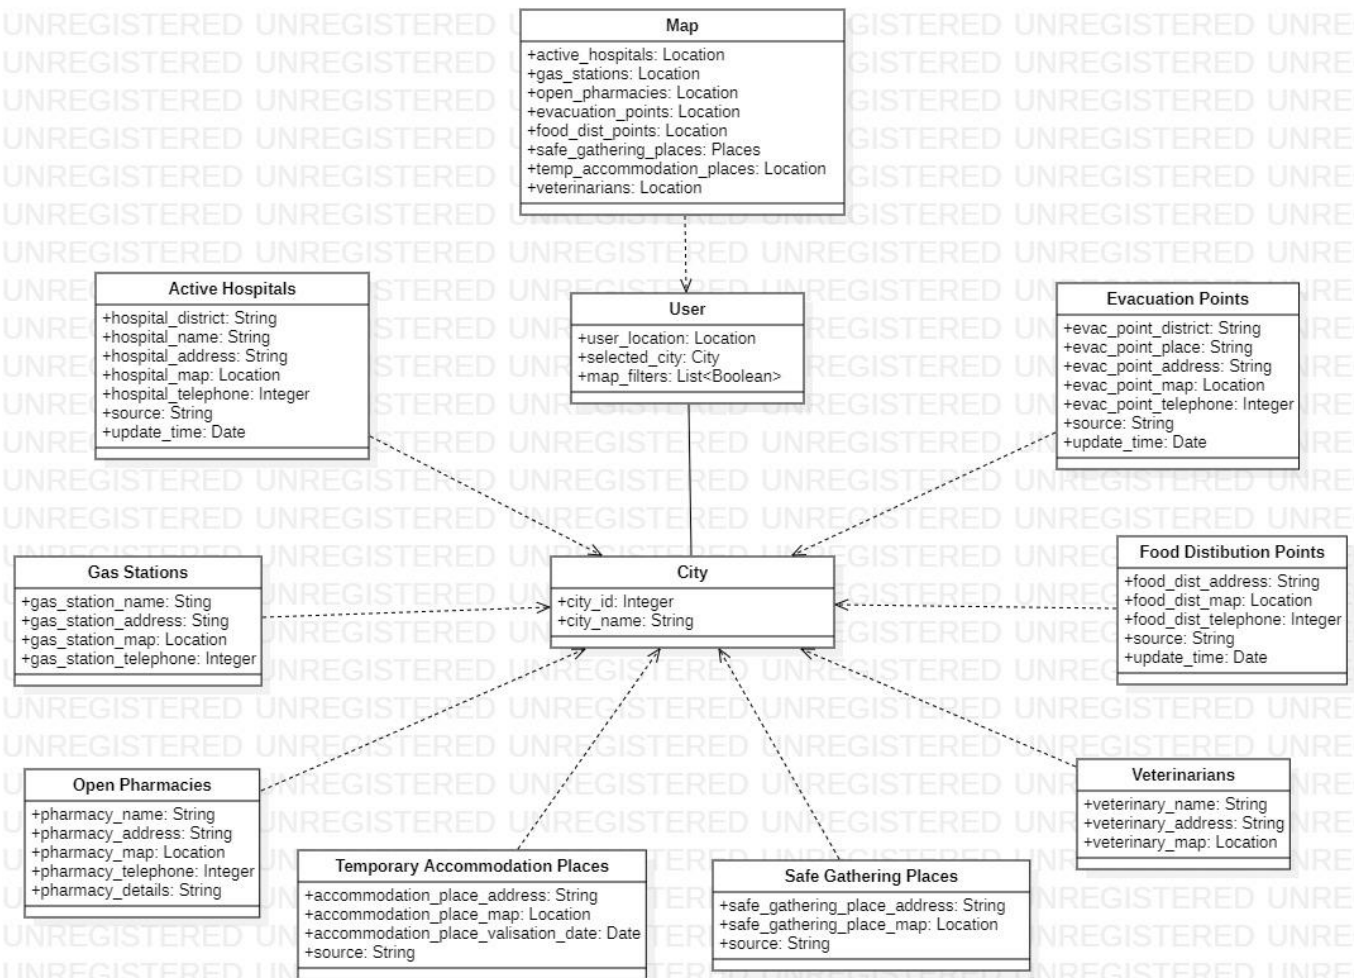 Map
+active_hospitals: Location
+gas_stations: Location
+open_pharmacies: Location
+evacuation_points: Location
+food_dist_points: Location
+safe_gathering_places: Places
+temp_accommodation_places: Location
+veterinarians: Location
Active Hospitals
+hospital_district: String
+hospital_name: String
+hospital_address: String
+hospital_map: Location
+hospital_telephone: Integer
+source: String
+update_time: Date
User
+user_location: Location
+selected_city: City
+map_filters: List<Boolean>
Evacuation Points
+evac_point_district: String
+evac_point_place: String
+evac_point_address: String
+evac_point_map: Location
+evac_point_telephone: Integer
+source: String
+update_time: Date
Gas Stations
+gas_station_name: Sting
+gas_station_address: Sting
+gas_station_map: Location
+gas_station_telephone: Integer
City
+city_id: Integer
+city_name: String
Food Distibution Points
+food_dist_address: String
+food_dist_map: Location
+food_dist_telephone: Integer
+source: String
+update_time: Date
Open Pharmacies
+pharmacy_name: String
+pharmacy_address: String
+pharmacy_map: Location
+pharmacy_telephone: Integer
+pharmacy_details: String
Temporary Accommodation Places
+accommodation_place_address: String
+accommodation_place_map: Location
+accommodation_place_valisation_date: Date
+source: String
Safe Gathering Places
+safe_gathering_place_address: String
+safe_gathering_place_map: Location
+source: String
Veterinarians
+veterinary_name: String
+veterinary_address: String
+veterinary_map: Location
UNREGISTERED